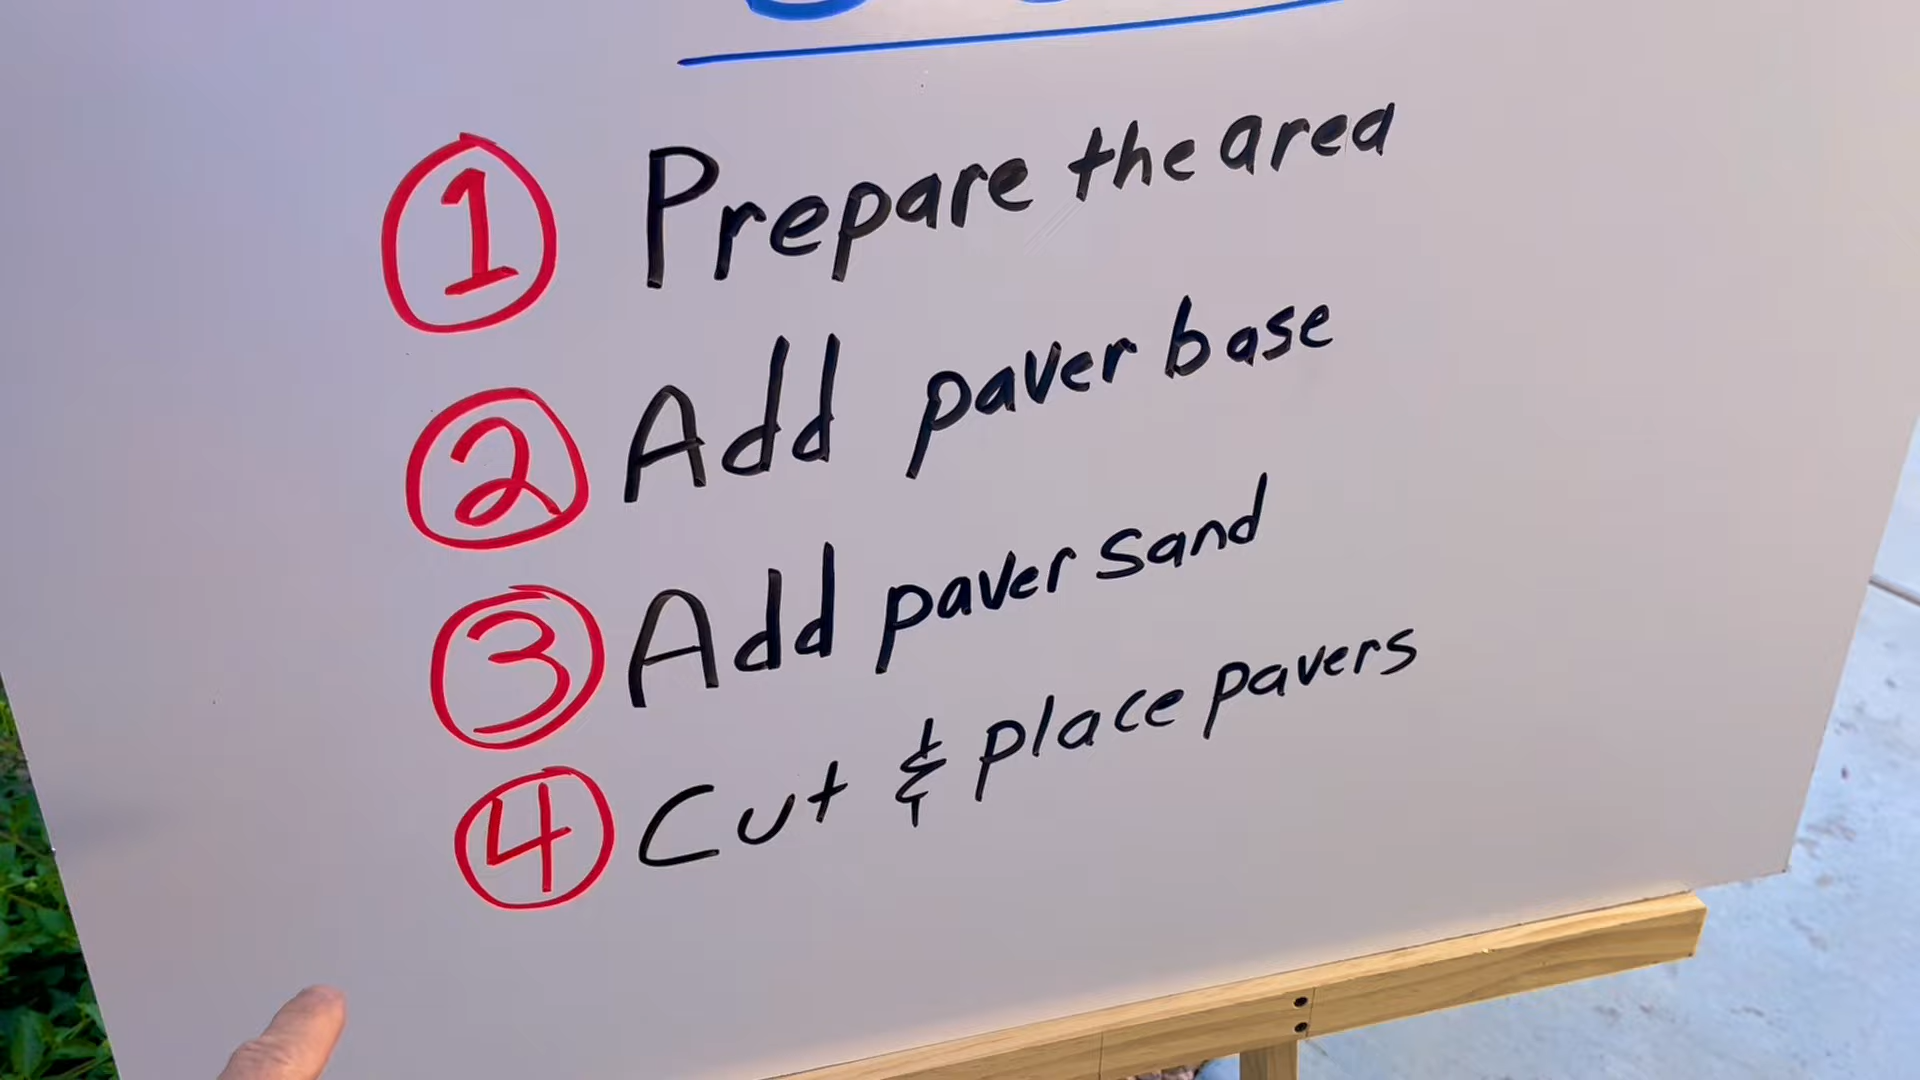 1 Prepare the area
2 Add paver base
3 Add paver sand
4 Cut & place pavers